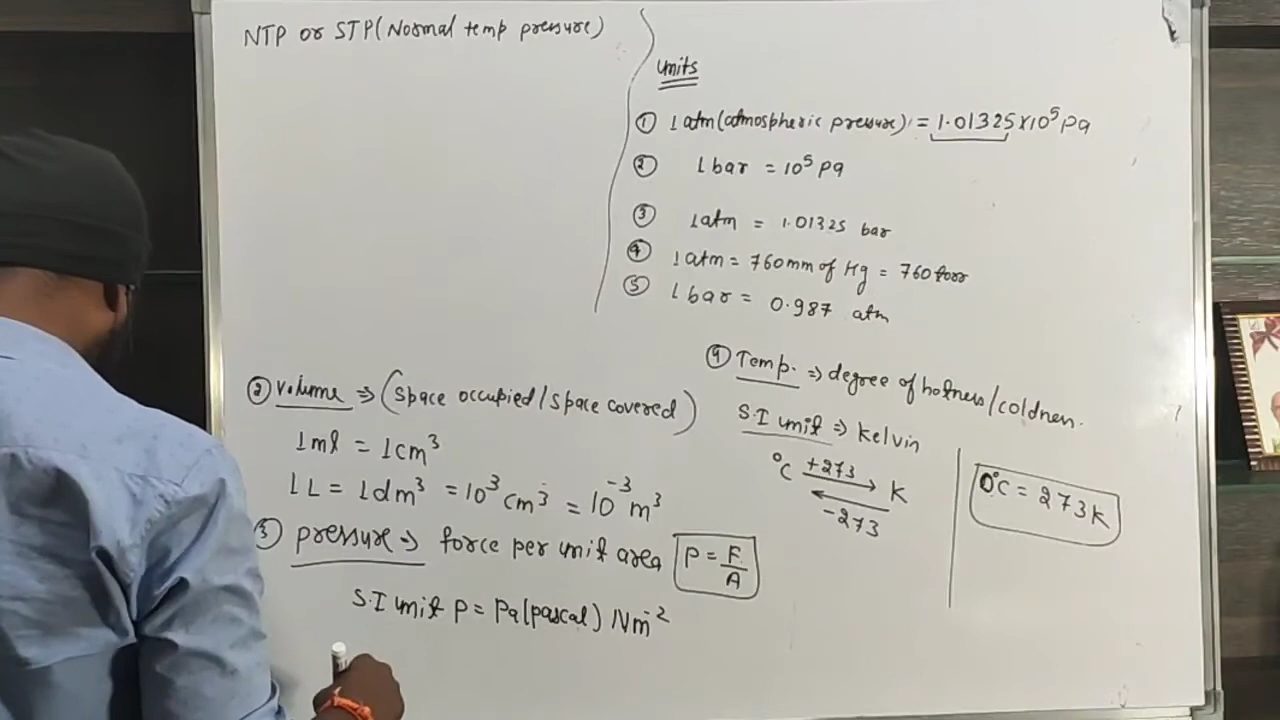 NTP or STP (Normal temp pressure)
units
① 1 atm (atmospheric pressure) = 1.01325 x 10⁵ Pa
② 1 bar = 10⁵ Pa
③ 1 atm = 1.01325 bar
④ 1 atm = 760 mm of Hg = 760 torr
⑤ 1 bar = 0.987 atm
② volume ⇒ (space occupied / space covered)
1 ml = 1 cm³
1 L = 1 dm³ = 10³ cm³ = 10⁻³ m³
③ pressure → force per unit area P = F/A
S.I unit P = Pa (pascal) Nm⁻²
④ Temp. ⇒ degree of hotness / coldness.
S.I unit ⇒ Kelvin
°C +273 → K
← -273
0°C = 273 K